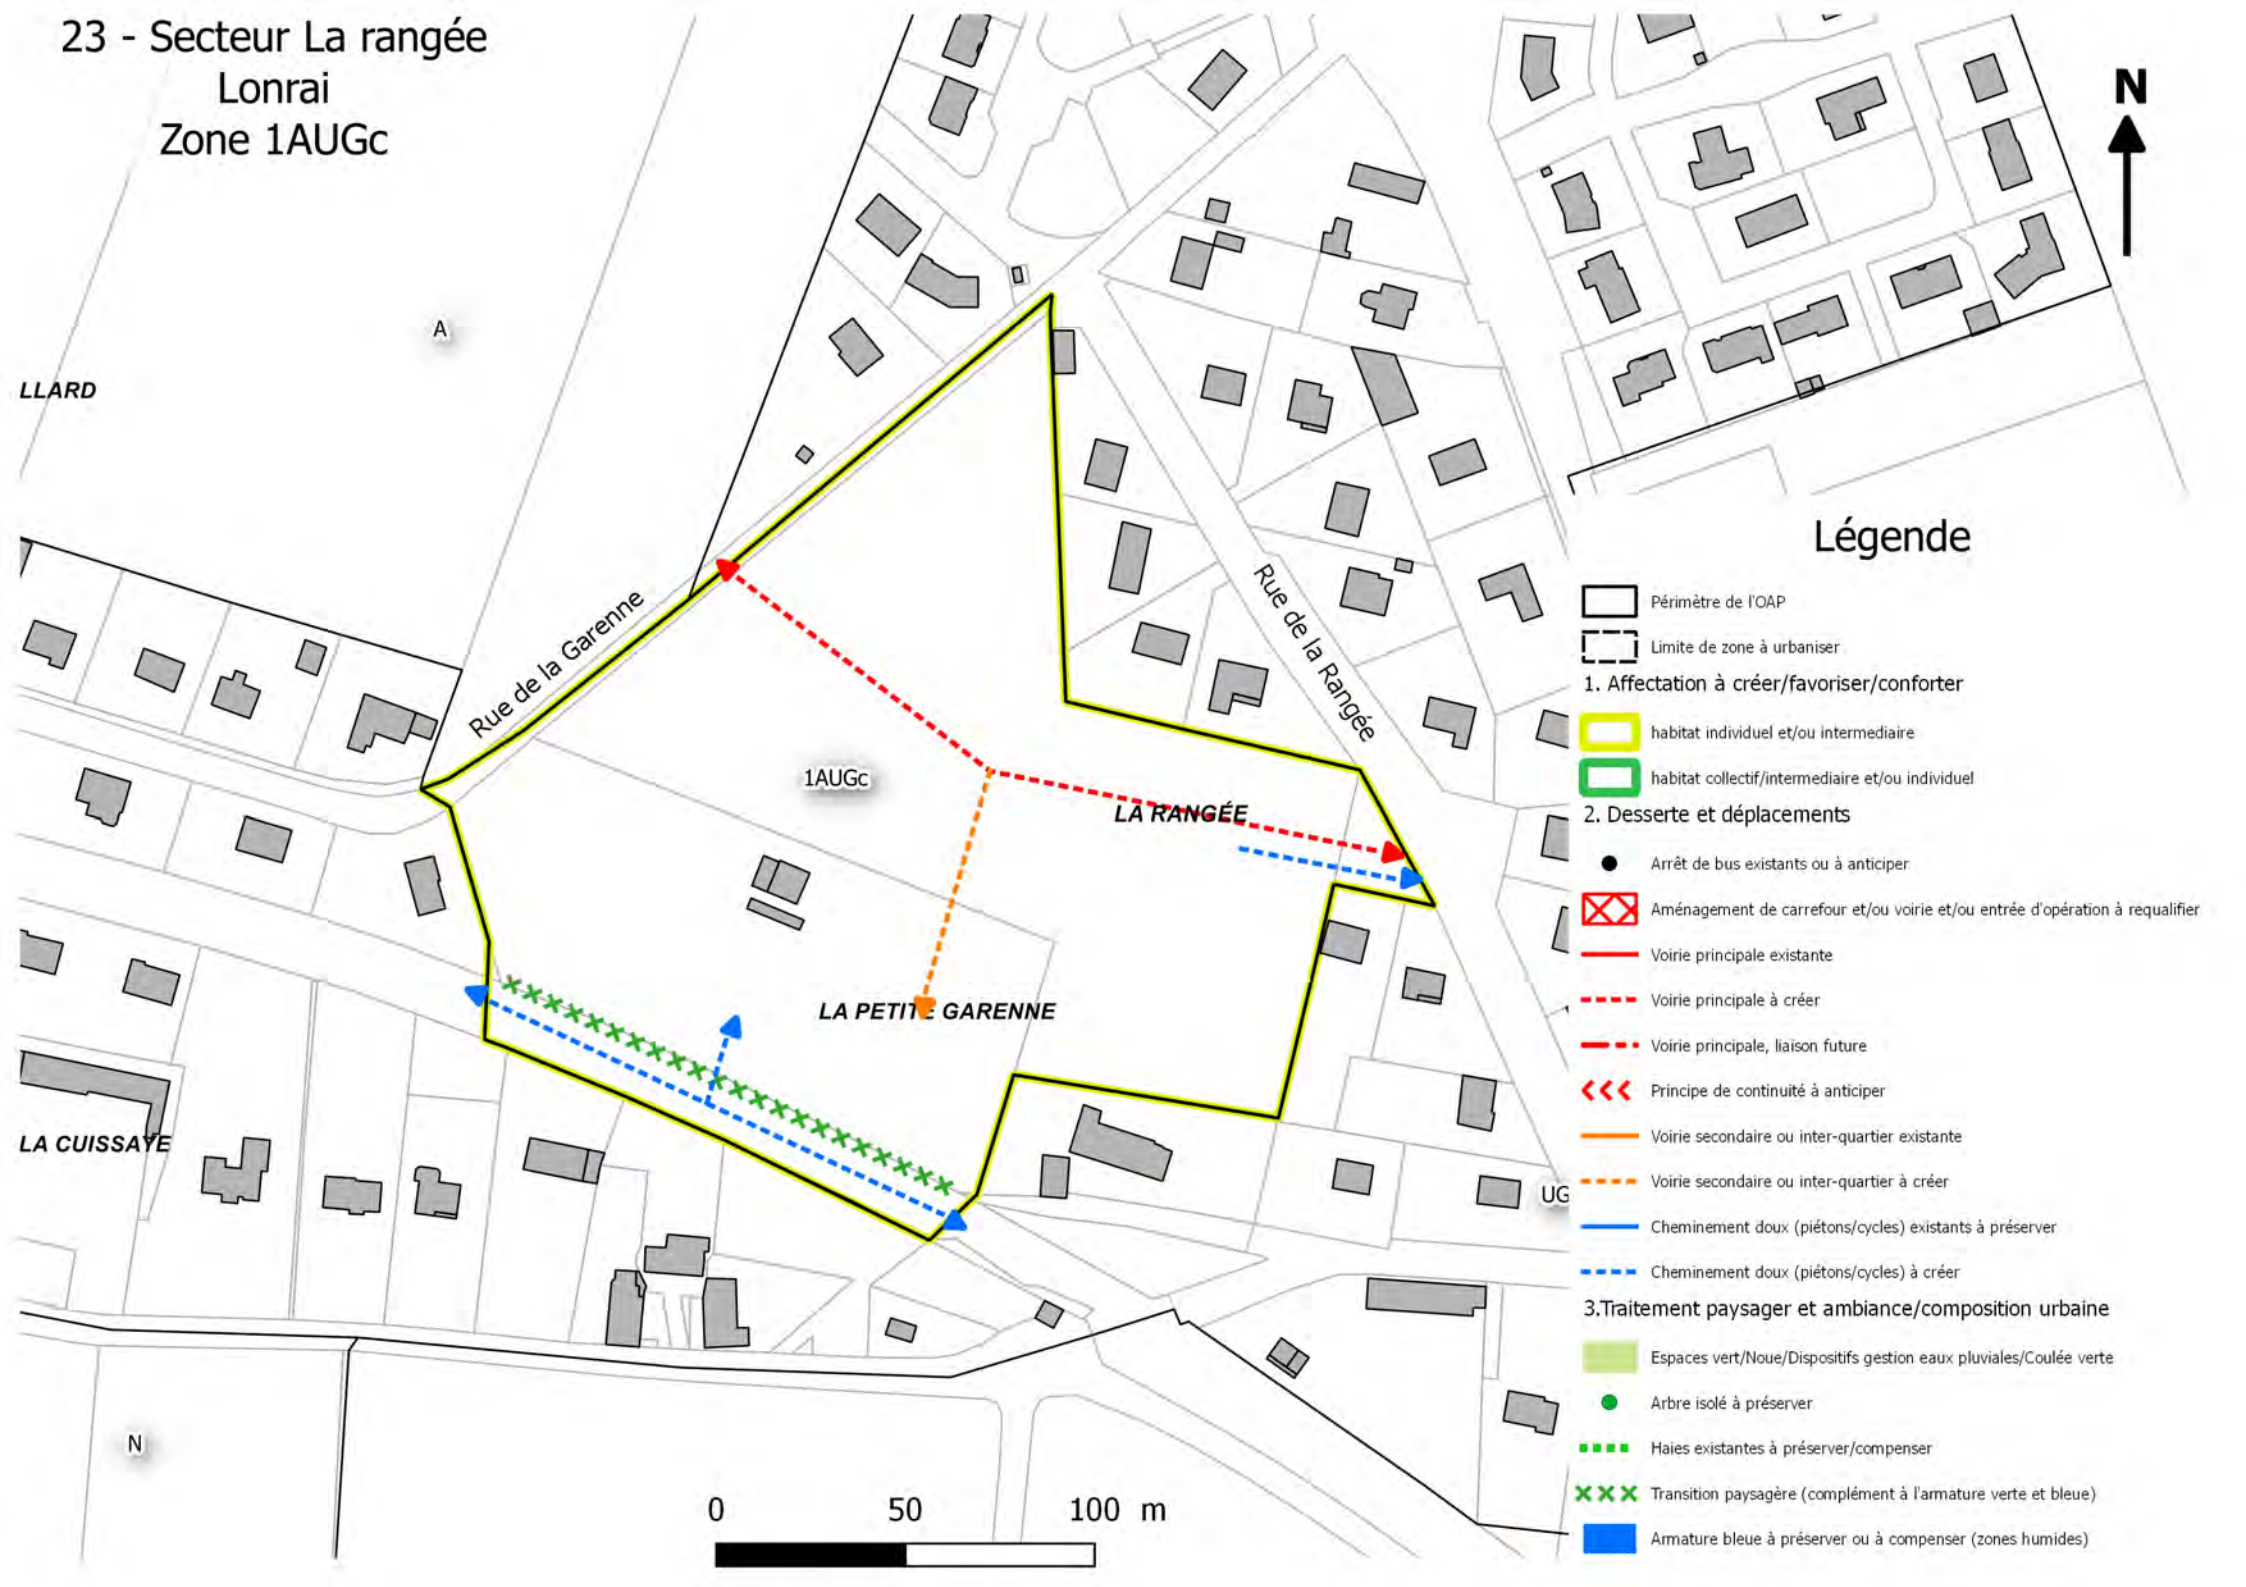 23 - Secteur La rangée
Lonrai
Zone 1AUGc
N
A
LLARD
Rue de la Garenne
Rue de la Rangée
1AUGc
LA RANGÉE
LA PETITE GARENNE
LA CUISSAYE
UG
N
0 50 100 m
Légende
Périmètre de l'OAP
Limite de zone à urbaniser
1. Affectation à créer/favoriser/conforter
habitat individuel et/ou intermediaire
habitat collectif/intermediaire et/ou individuel
2. Desserte et déplacements
Arrêt de bus existants ou à anticiper
Aménagement de carrefour et/ou voirie et/ou entrée d'opération à requalifier
Voirie principale existante
Voirie principale à créer
Voirie principale, liaison future
Principe de continuité à anticiper
Voirie secondaire ou inter-quartier existante
Voirie secondaire ou inter-quartier à créer
Cheminement doux (piétons/cycles) existants à préserver
Cheminement doux (piétons/cycles) à créer
3.Traitement paysager et ambiance/composition urbaine
Espaces vert/Noue/Dispositifs gestion eaux pluviales/Coulée verte
Arbre isolé à préserver
Haies existantes à préserver/compenser
Transition paysagère (complément à l'armature verte et bleue)
Armature bleue à préserver ou à compenser (zones humides)